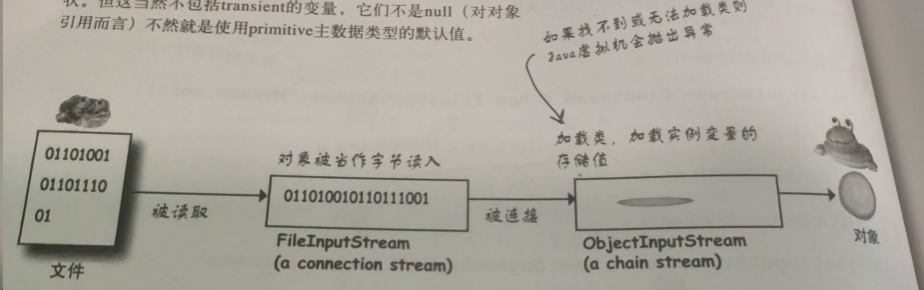 状。但这当然不包括transient的变量，它们不是null（对对象
引用而言）不然就是使用primitive主数据类型的默认值。
如果找不到或无法加载类则
Java虚拟机会抛出异常
加载类，加载实例变量的
存储值
对象被当作字节读入
01101001
01101110
01
被读取
011010010110111001
被连接
FileInputStream
(a connection stream)
ObjectInputStream
(a chain stream)
对象
文件